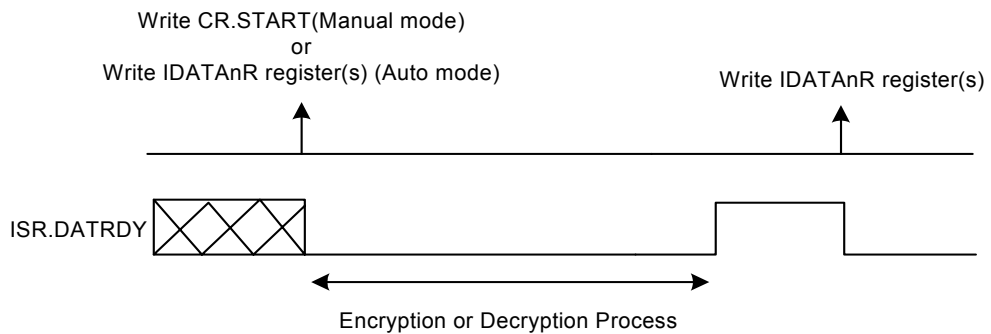 Write CR.START(Manual mode)
or
Write IDATAnR register(s) (Auto mode)
Write IDATAnR register(s)
ISR.DATRDY
Encryption or Decryption Process